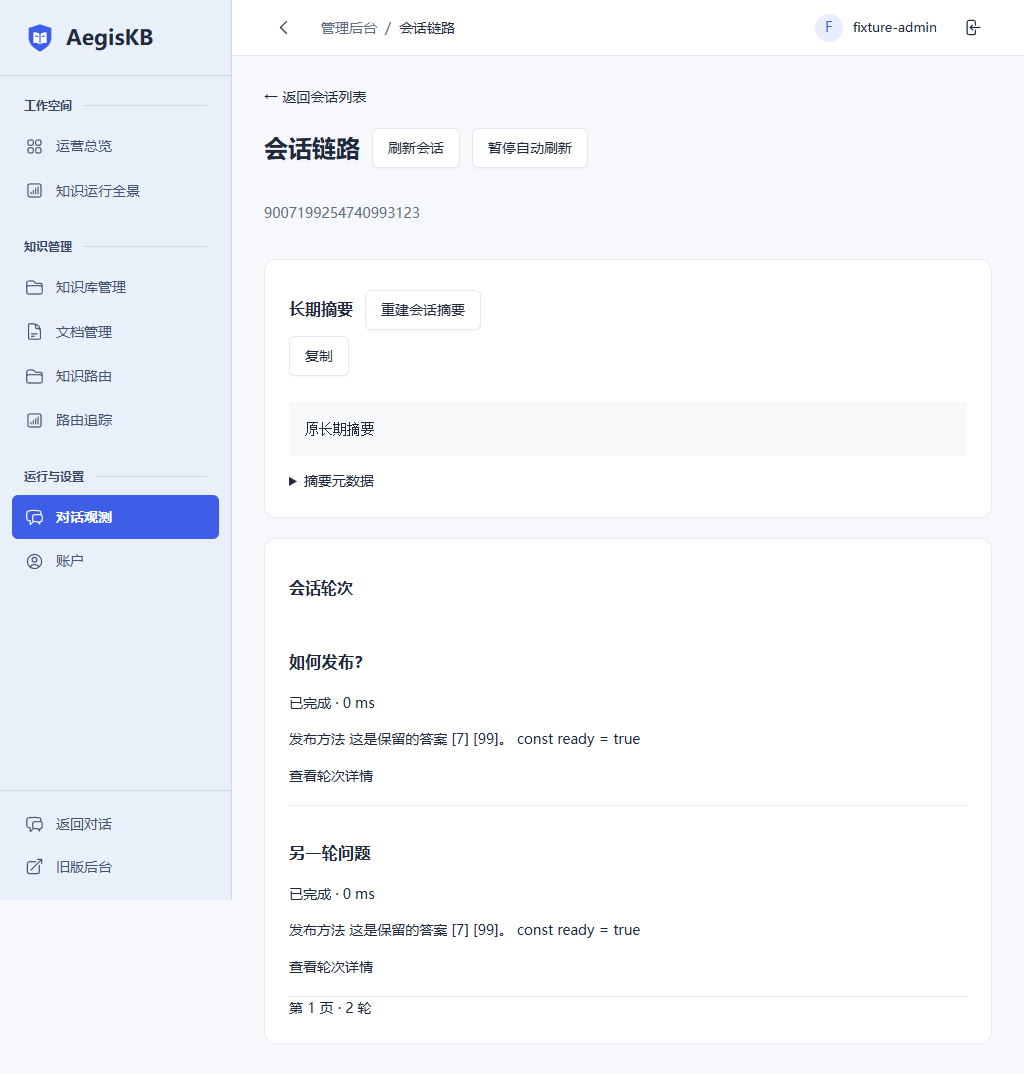 AegisKB
工作空间
运营总览
知识运行全景
知识管理
知识库管理
文档管理
知识路由
路由追踪
运行与设置
对话观测
账户
返回对话
旧版后台
管理后台 / 会话链路
F fixture-admin
← 返回会话列表
会话链路 刷新会话 暂停自动刷新
9007199254740993123
长期摘要 重建会话摘要
复制
原长期摘要
▶ 摘要元数据
会话轮次
如何发布？
已完成 · 0 ms
发布方法 这是保留的答案 [7] [99]。 const ready = true
查看轮次详情
另一轮问题
已完成 · 0 ms
发布方法 这是保留的答案 [7] [99]。 const ready = true
查看轮次详情
第 1 页 · 2 轮